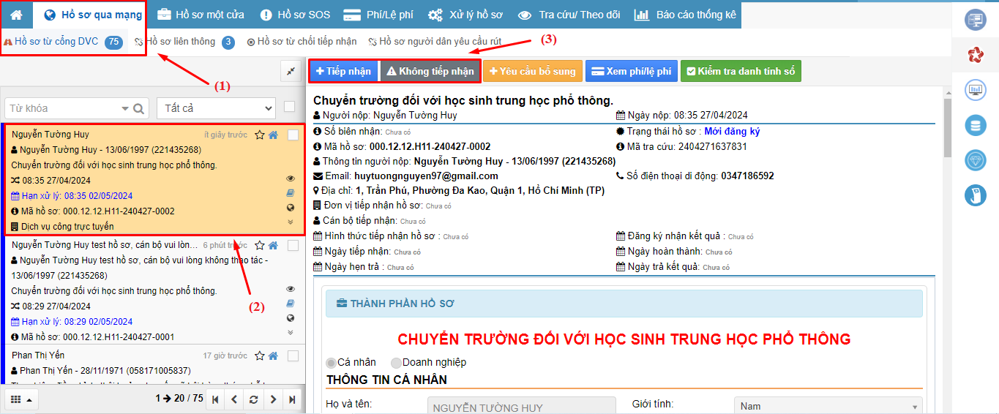 Hồ sơ qua mạng
Hồ sơ một cửa
Hồ sơ SOS
Phí/Lệ phí
Xử lý hồ sơ
Tra cứu/ Theo dõi
Báo cáo thống kê
Hồ sơ từ cổng DVC 75
Hồ sơ liên thông 3
Hồ sơ từ chối tiếp nhận
Hồ sơ người dân yêu cầu rút
(3)
(1)
Tiếp nhận
Không tiếp nhận
Yêu cầu bổ sung
Xem phí/lệ phí
Kiểm tra danh tính số
Từ khóa
Tất cả
Nguyễn Tường Huy ít giây trước
Nguyễn Tường Huy - 13/06/1997 (221435268)
Chuyển trường đối với học sinh trung học phổ thông.
08:35 27/04/2024
Hạn xử lý: 08:35 02/05/2024
Mã hồ sơ: 000.12.12.H11-240427-0002
Dịch vụ công trực tuyến
Nguyễn Tường Huy test hồ sơ, cán bộ vui lòn... 6 phút trước
Nguyễn Tường Huy test hồ sơ, cán bộ vui lòng không thao tác -
13/06/1997 (221435268)
Chuyển trường đối với học sinh trung học phổ thông.
(2)
08:29 27/04/2024
Hạn xử lý: 08:29 02/05/2024
Mã hồ sơ: 000.12.12.H11-240427-0001
Phan Thị Yến 17 giờ trước
Phan Thị Yến - 28/11/1971 (058171005837)
1 → 20 / 75
Chuyển trường đối với học sinh trung học phổ thông.
Người nộp: Nguyễn Tường Huy
Ngày nộp: 08:35 27/04/2024
Số biên nhận: Chưa có
Trạng thái hồ sơ : Mới đăng ký
Mã hồ sơ: 000.12.12.H11-240427-0002
Mã tra cứu: 2404271637831
Thông tin người nộp: Nguyễn Tường Huy - 13/06/1997 (221435268)
Email: huytuongnguyen97@gmail.com
Số điện thoại di động: 0347186592
Địa chỉ: 1, Trần Phú, Phường Đa Kao, Quận 1, Hồ Chí Minh (TP)
Đơn vị tiếp nhận hồ sơ: Chưa có
Cán bộ tiếp nhận: Chưa có
Hình thức tiếp nhận hồ sơ : Chưa có
Đăng ký nhận kết quả : Chưa có
Ngày tiếp nhận: Chưa có
Ngày hoàn thành: Chưa có
Ngày hẹn trả : Chưa có
Ngày trả kết quả: Chưa có
THÀNH PHẦN HỒ SƠ
CHUYỂN TRƯỜNG ĐỐI VỚI HỌC SINH TRUNG HỌC PHỔ THÔNG
Cá nhân
Doanh nghiệp
THÔNG TIN CÁ NHÂN
Họ và tên: NGUYỄN TƯỜNG HUY
Giới tính: Nam